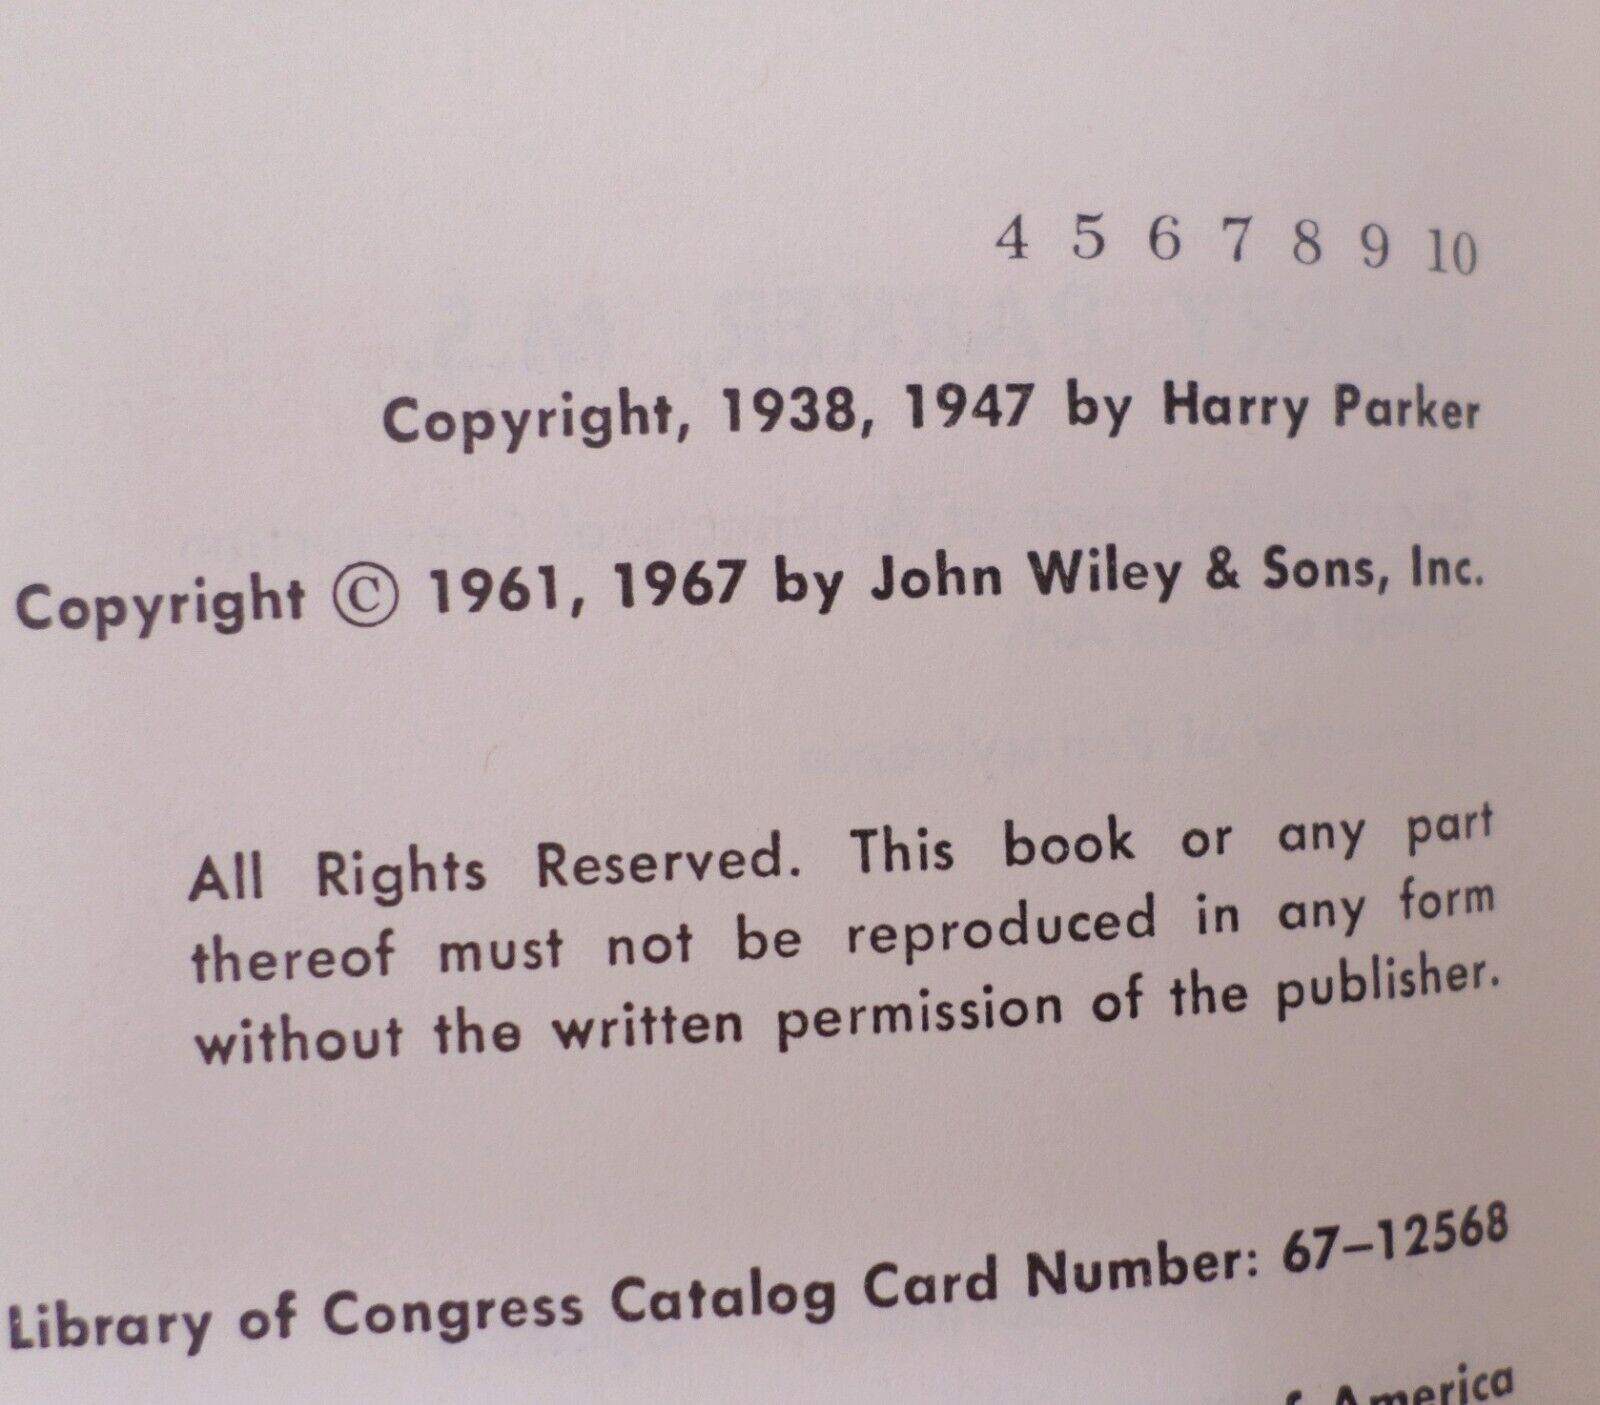 4 5 6 7 8 9 10
Copyright, 1938, 1947 by Harry Parker
Copyright © 1961, 1967 by John Wiley & Sons, Inc.
All Rights Reserved. This book or any part
thereof must not be reproduced in any form
without the written permission of the publisher.
Library of Congress Catalog Card Number: 67–12568
America